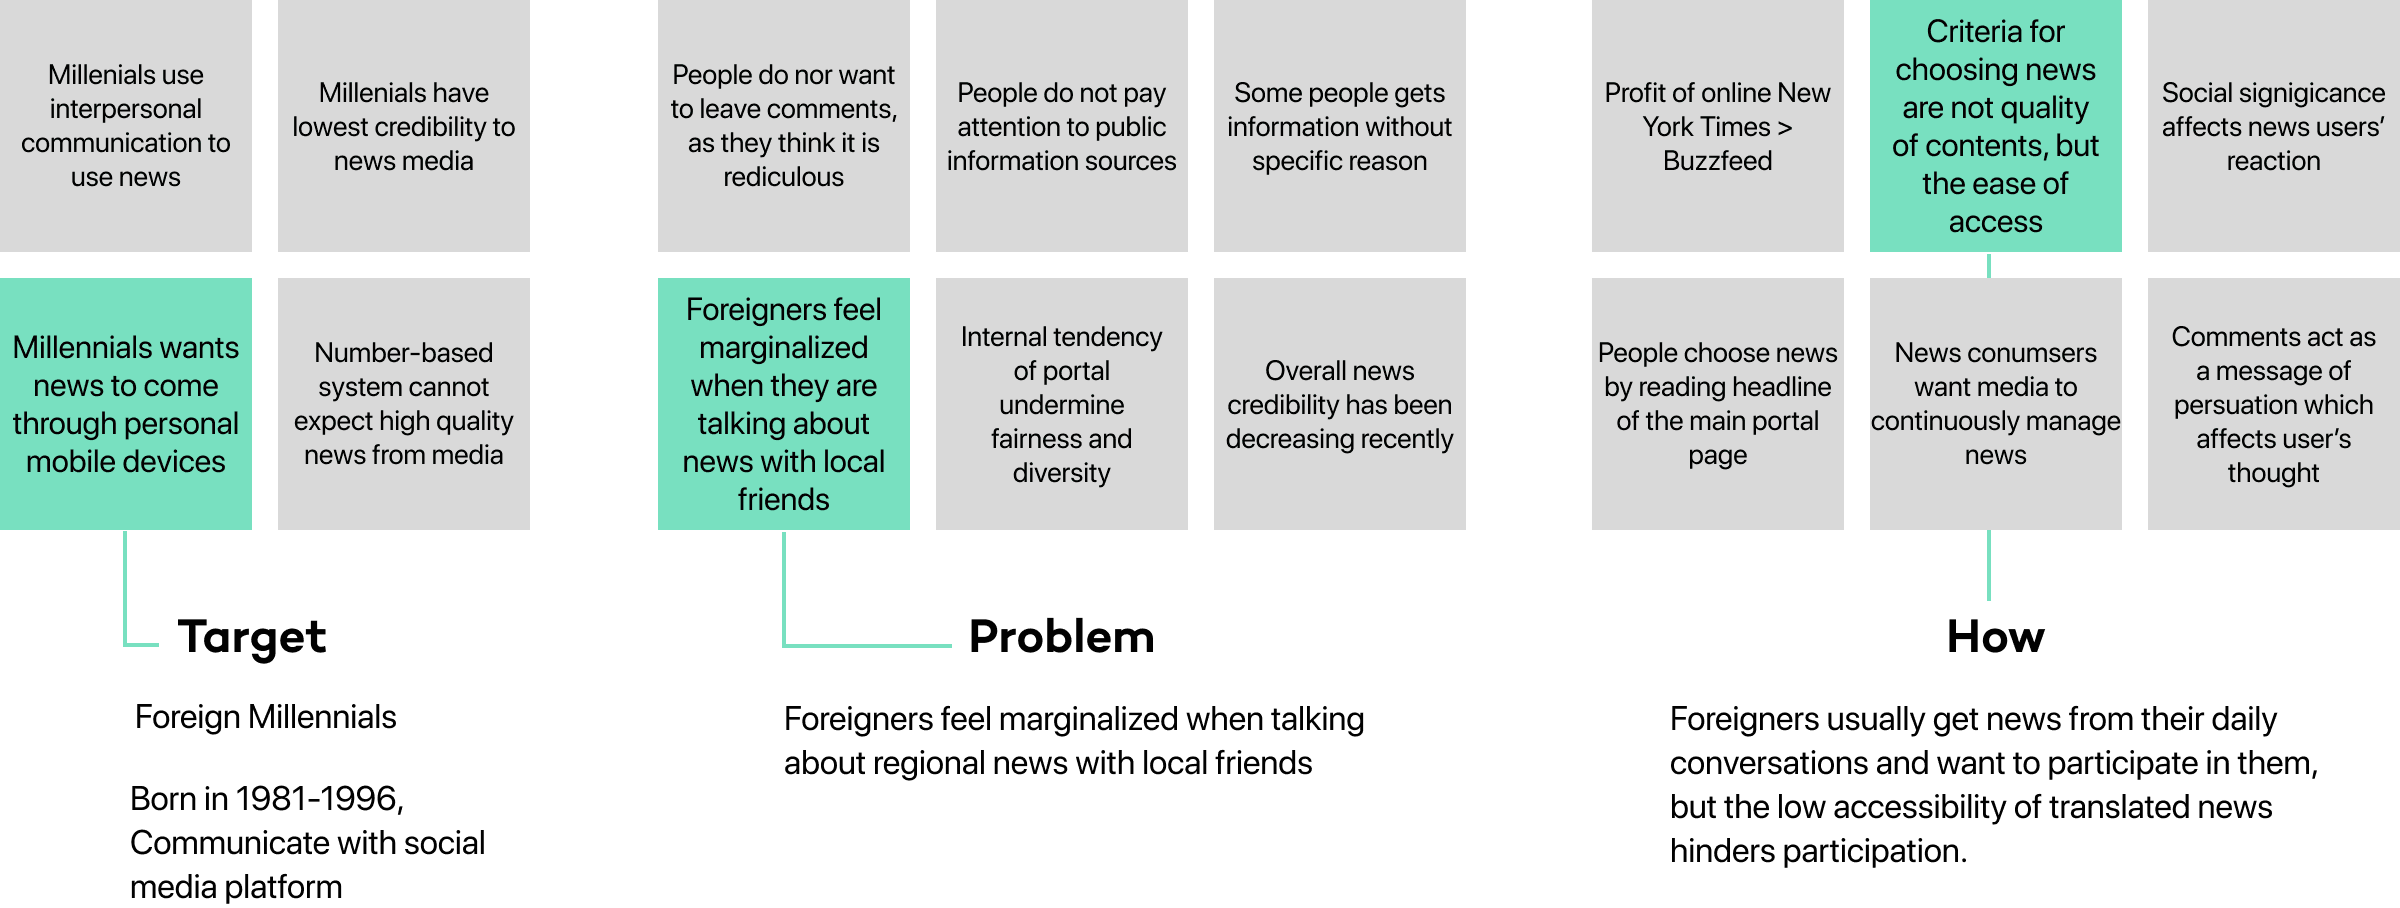 Millenials use
interpersonal
communication to
use news
Millenials have
lowest credibility to
news media
Millennials wants
news to come
through personal
mobile devices
Number-based
system cannot
expect high quality
news from media
Target
Foreign Millennials
Born in 1981-1996,
Communicate with social
media platform
People do nor want
to leave comments,
as they think it is
rediculous
People do not pay
attention to public
information sources
Some people gets
information without
specific reason
Foreigners feel
marginalized
when they are
talking about
news with local
friends
Internal tendency
of portal
undermine
fairness and
diversity
Overall news
credibility has been
decreasing recently
Problem
Foreigners feel marginalized when talking
about regional news with local friends
Profit of online New
York Times >
Buzzfeed
Criteria for
choosing news
are not quality
of contents, but
the ease of
access
Social signigicance
affects news users’
reaction
People choose news
by reading headline
of the main portal
page
News conumsers
want media to
continuously manage
news
Comments act as
a message of
persuation which
affects user’s
thought
How
Foreigners usually get news from their daily
conversations and want to participate in them,
but the low accessibility of translated news
hinders participation.